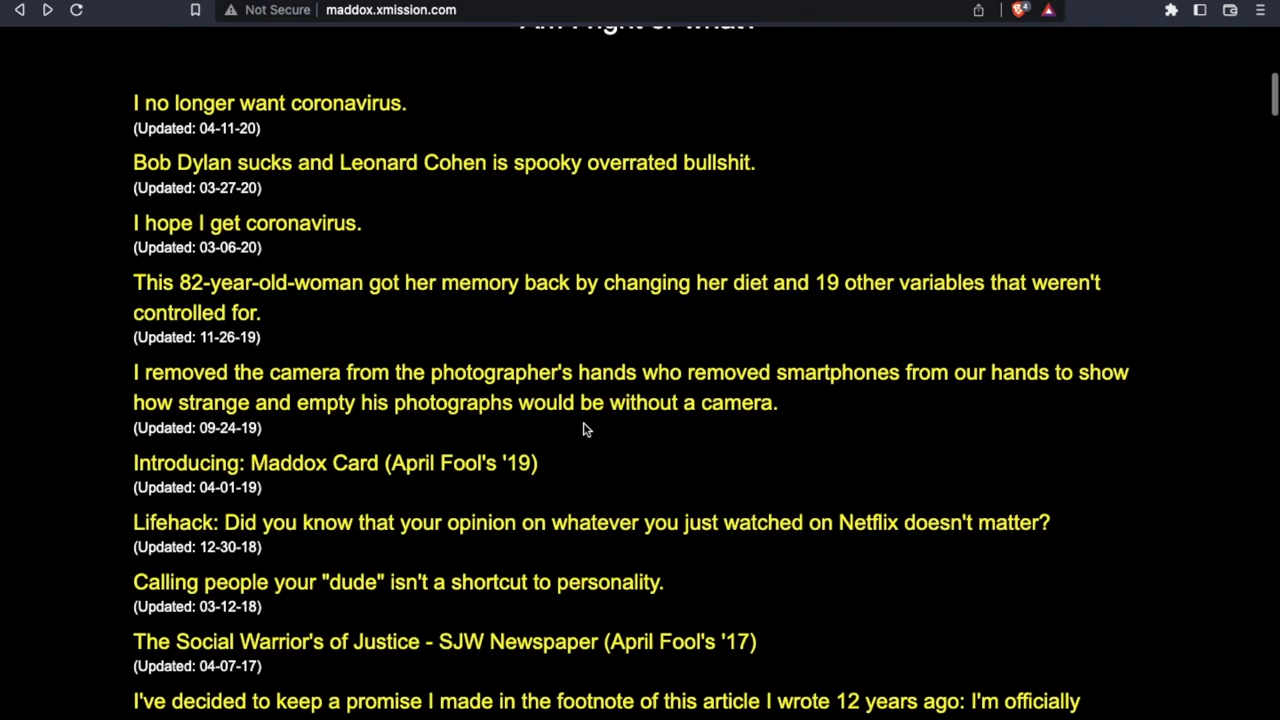 Not Secure
maddox.xmission.com
4
I no longer want coronavirus.
(Updated: 04-11-20)
Bob Dylan sucks and Leonard Cohen is spooky overrated bullshit.
(Updated: 03-27-20)
I hope I get coronavirus.
(Updated: 03-06-20)
This 82-year-old-woman got her memory back by changing her diet and 19 other variables that weren't
controlled for.
(Updated: 11-26-19)
I removed the camera from the photographer's hands who removed smartphones from our hands to show
how strange and empty his photographs would be without a camera.
(Updated: 09-24-19)
Introducing: Maddox Card (April Fool's '19)
(Updated: 04-01-19)
Lifehack: Did you know that your opinion on whatever you just watched on Netflix doesn't matter?
(Updated: 12-30-18)
Calling people your "dude" isn't a shortcut to personality.
(Updated: 03-12-18)
The Social Warrior's of Justice - SJW Newspaper (April Fool's '17)
(Updated: 04-07-17)
I've decided to keep a promise I made in the footnote of this article I wrote 12 years ago: I'm officially